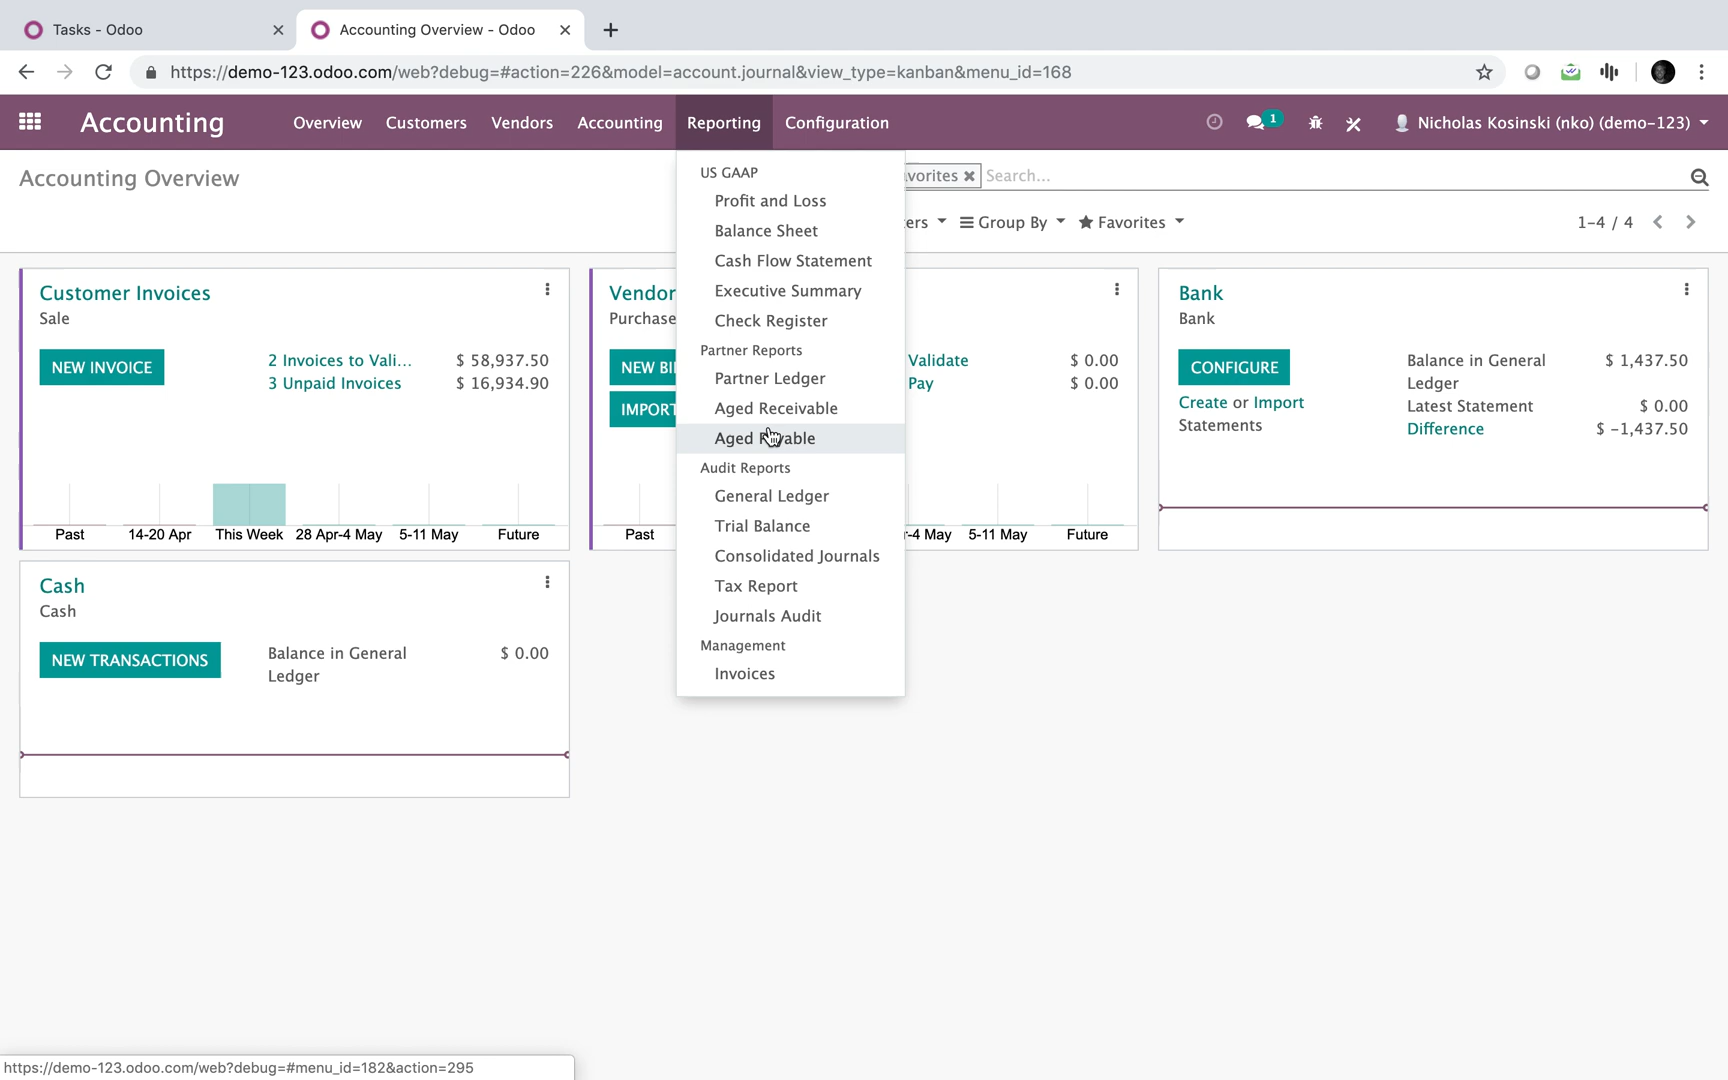 Tasks - Odoo
Accounting Overview - Odoo
https://demo-123.odoo.com/web?debug=#action=226&model=account.journal&view_type=kanban&menu_id=168
Accounting
Overview
Customers
Vendors
Accounting
Reporting
Configuration
1
Nicholas Kosinski (nko) (demo-123)
Accounting Overview
vorites
Search...
ers
Group By
Favorites
1-4 / 4
US GAAP
Profit and Loss
Balance Sheet
Cash Flow Statement
Executive Summary
Check Register
Partner Reports
Partner Ledger
Aged Receivable
Aged Payable
Audit Reports
General Ledger
Trial Balance
Consolidated Journals
Tax Report
Journals Audit
Management
Invoices
Customer Invoices
Sale
NEW INVOICE
2 Invoices to Vali... $ 58,937.50
3 Unpaid Invoices $ 16,934.90
Past 14-20 Apr This Week 28 Apr-4 May 5-11 May Future
Vendor
Purchase
NEW BI
IMPORT
Validate $ 0.00
Pay $ 0.00
Past r-4 May 5-11 May Future
Bank
Bank
CONFIGURE
Create or Import
Statements
Balance in General $ 1,437.50
Ledger
Latest Statement $ 0.00
Difference $ -1,437.50
Cash
Cash
NEW TRANSACTIONS
Balance in General $ 0.00
Ledger
https://demo-123.odoo.com/web?debug=#menu_id=182&action=295